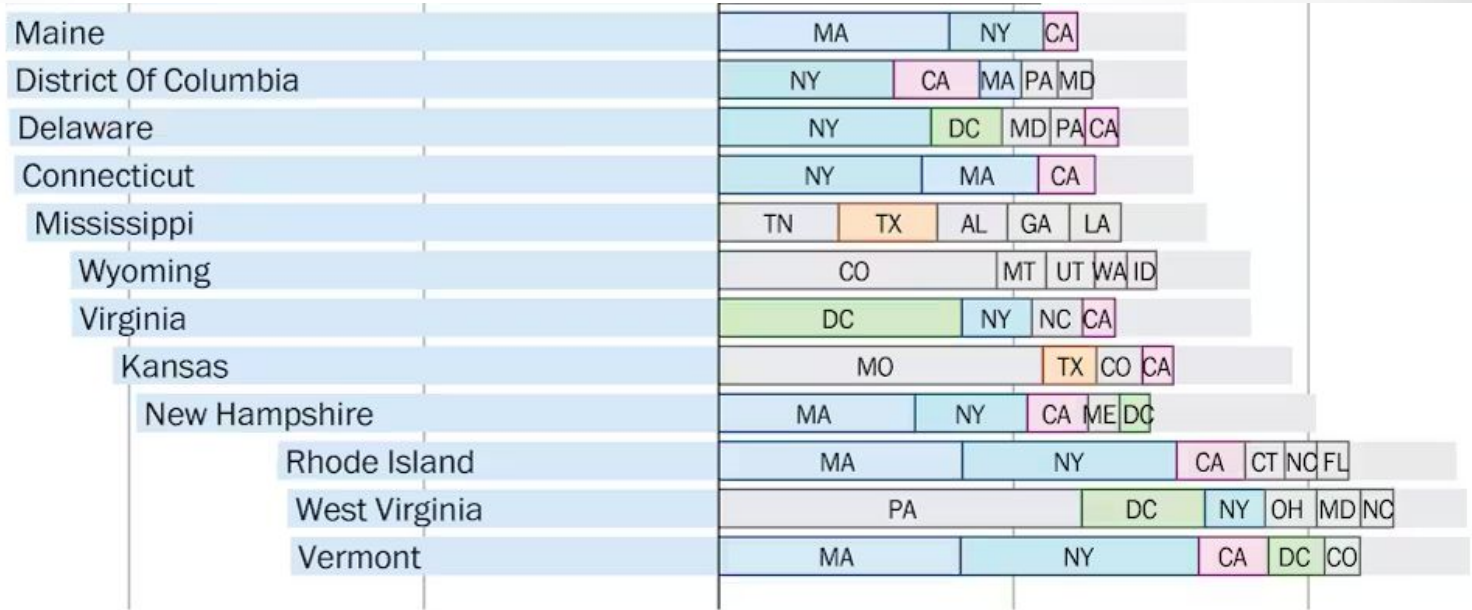 Maine MA NY CA
District Of Columbia NY CA MA PA MD
Delaware NY DC MD PA CA
Connecticut NY MA CA
Mississippi TN TX AL GA LA
Wyoming CO MT UT WA ID
Virginia DC NY NC CA
Kansas MO TX CO CA
New Hampshire MA NY CA ME DC
Rhode Island MA NY CA CT NC FL
West Virginia PA DC NY OH MD NC
Vermont MA NY CA DC CO